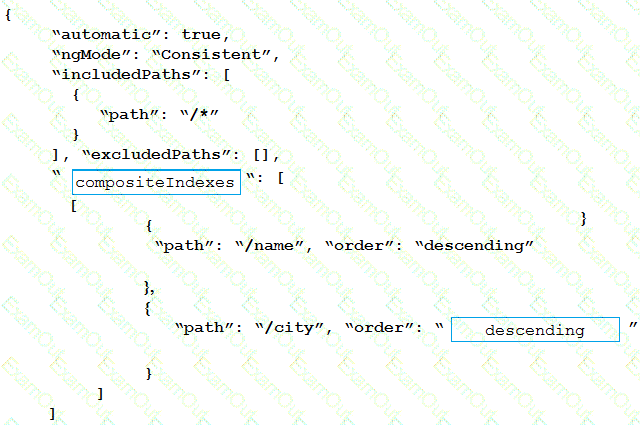 {
“automatic”: true,
“ngMode”: “Consistent”,
“includedPaths”: [
{
“path”: “/*”
}
], “excludedPaths”: [],
“ compositeIndexes “: [
[
{ }
“path”: “/name”, “order”: “descending”
},
{
“path”: “/city”, “order”: “ descending ”
}
]
]